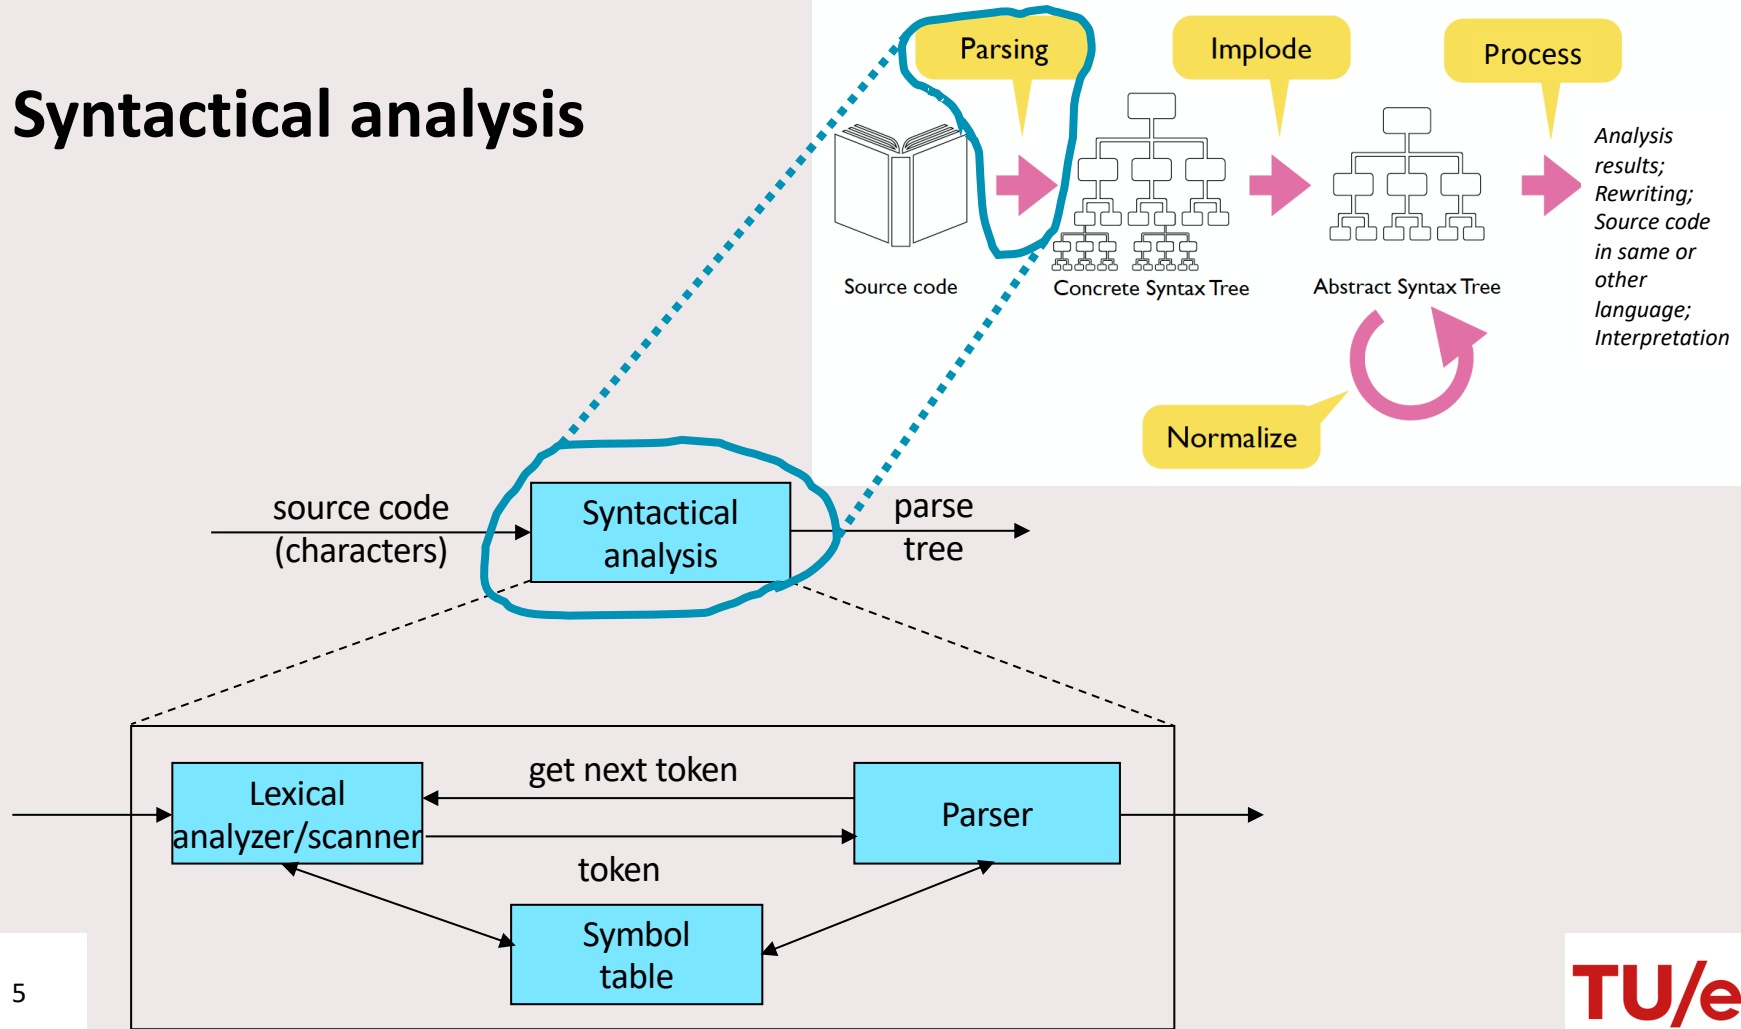 Syntactical analysis
Parsing
Implode
Process
Source code
Concrete Syntax Tree
Abstract Syntax Tree
Analysis
results;
Rewriting;
Source code
in same or
other
language;
Interpretation
Normalize
source code
(characters)
Syntactical
analysis
parse
tree
get next token
Lexical
analyzer/scanner
Parser
token
Symbol
table
5
TU/e